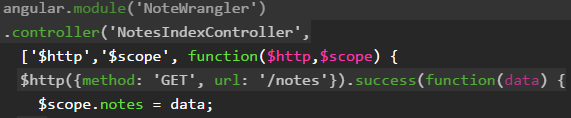 angular.module('NoteWrangler')
.controller('NotesIndexController',
['$http','$scope', function($http,$scope) {
$http({method: 'GET', url: '/notes'}).success(function(data) {
$scope.notes = data;